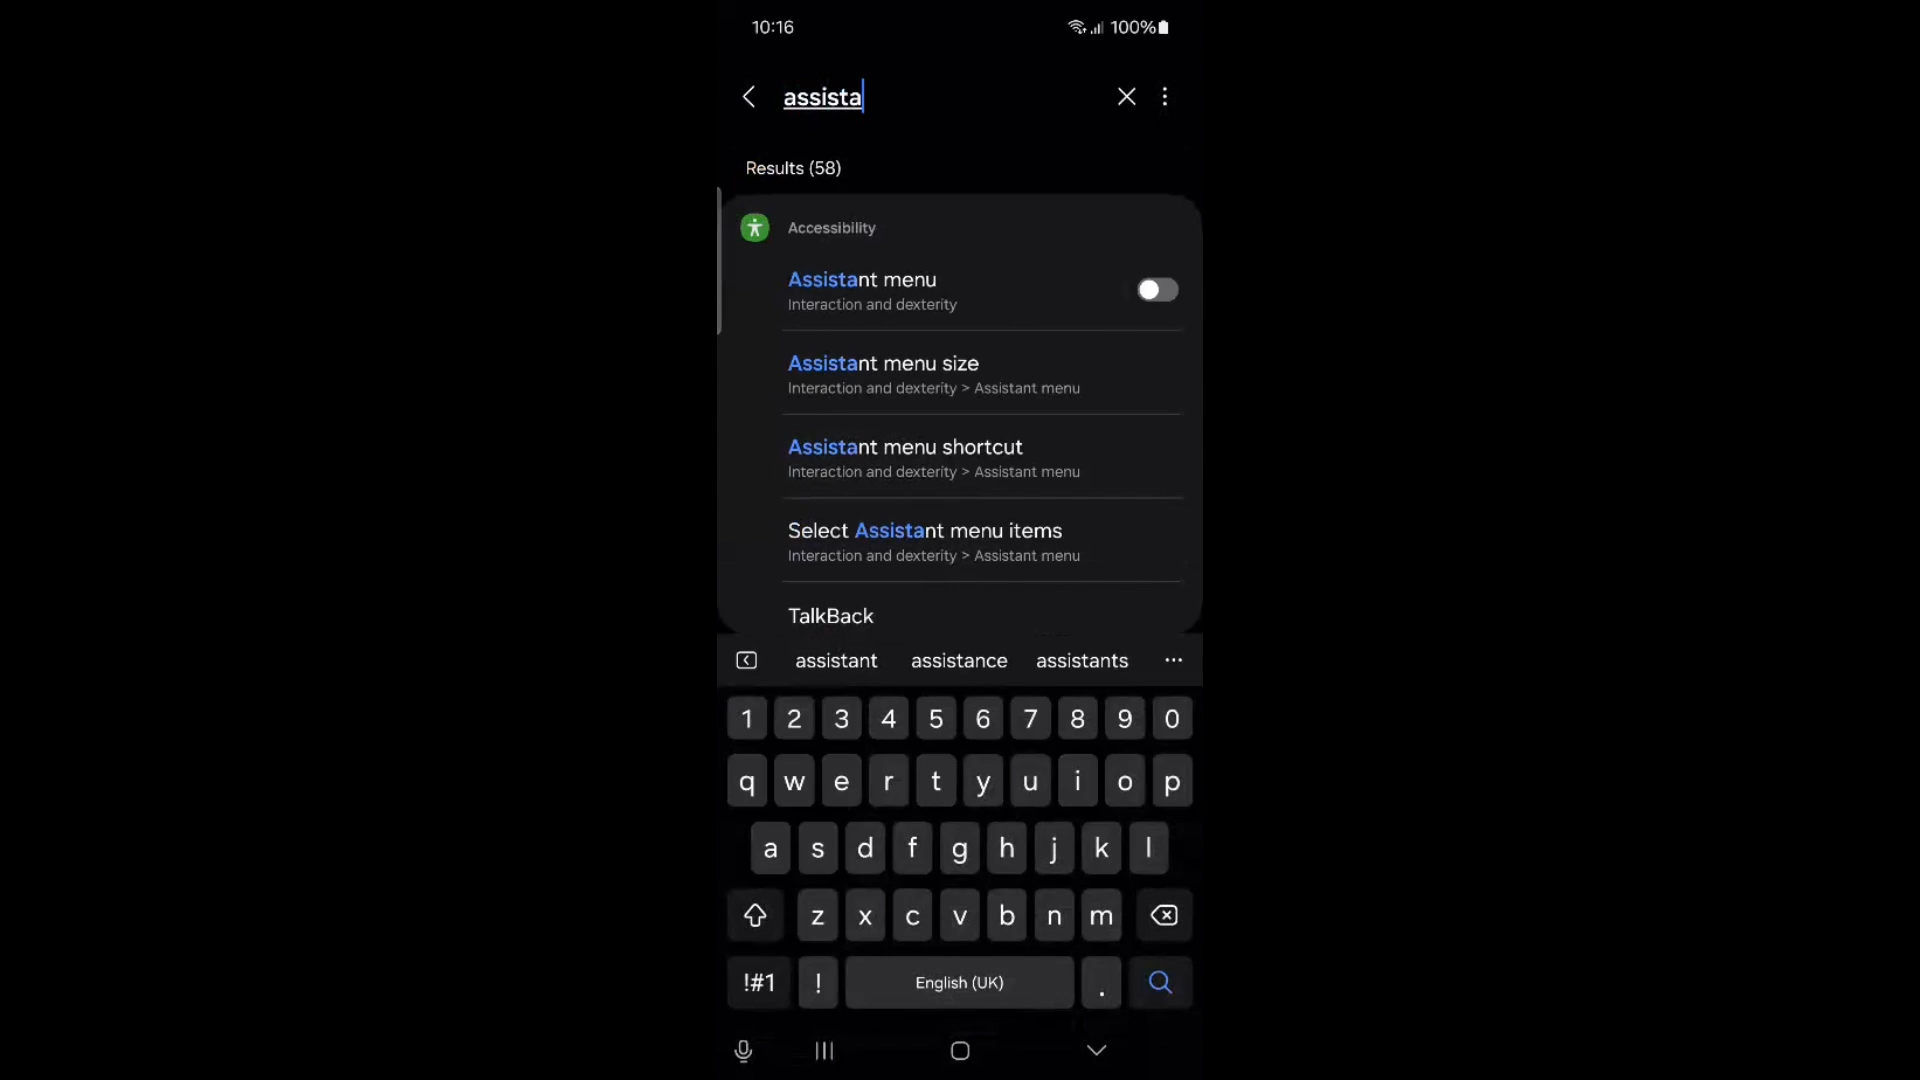 10:16
100%
assista
Results (58)
Accessibility
Assistant menu
Interaction and dexterity
Assistant menu size
Interaction and dexterity > Assistant menu
Assistant menu shortcut
Interaction and dexterity > Assistant menu
Select Assistant menu items
Interaction and dexterity > Assistant menu
TalkBack
assistant assistance assistants ...
1 2 3 4 5 6 7 8 9 0
q w e r t y u i o p
a s d f g h j k l
z x c v b n m
!#1 ! English (UK) .